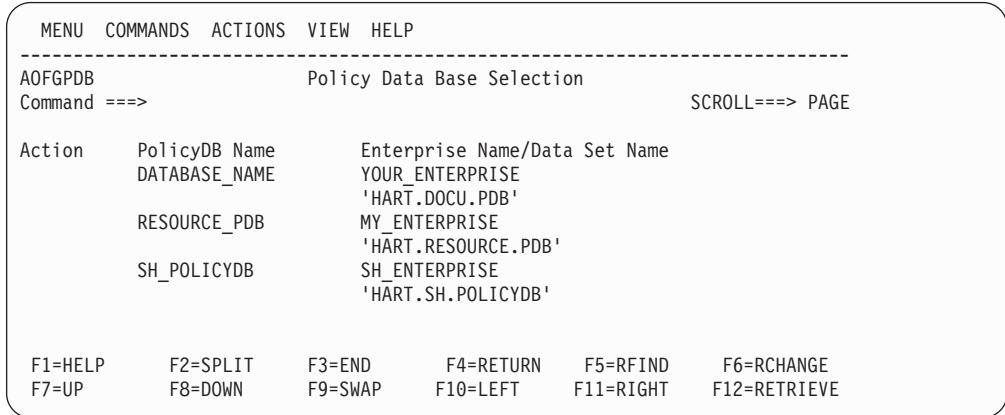 MENU COMMANDS ACTIONS VIEW HELP
--------------------------------------------------------------------------------
AOFGPDB Policy Data Base Selection
Command ===> SCROLL===> PAGE
Action PolicyDB Name Enterprise Name/Data Set Name
DATABASE_NAME YOUR_ENTERPRISE
'HART.DOCU.PDB'
RESOURCE_PDB MY_ENTERPRISE
'HART.RESOURCE.PDB'
SH_POLICYDB SH_ENTERPRISE
'HART.SH.POLICYDB'
F1=HELP F2=SPLIT F3=END F4=RETURN F5=RFIND F6=RCHANGE
F7=UP F8=DOWN F9=SWAP F10=LEFT F11=RIGHT F12=RETRIEVE